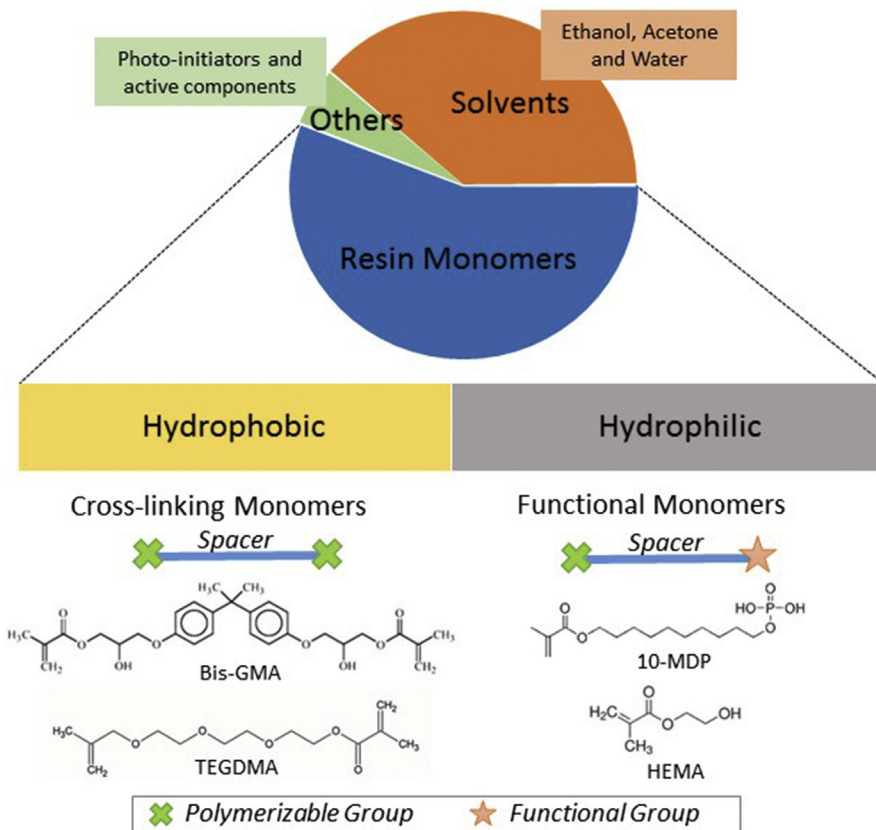 Photo-initiators and
active components
Ethanol, Acetone
and Water
Others
Solvents
Resin Monomers
Hydrophobic
Hydrophilic
Cross-linking Monomers
Spacer
Functional Monomers
Spacer
H₃C
CH₃
H₃C
O
O
CH₂
OH
O
O
OH
O
O
CH₃
CH₂
Bis-GMA
O
O
O
HO-P-OH
O
10-MDP
H₃C
CH₂
O
O
O
O
O
CH₂
CH₃
TEGDMA
H₂C
CH₃
O
O
OH
HEMA
Polymerizable Group
Functional Group